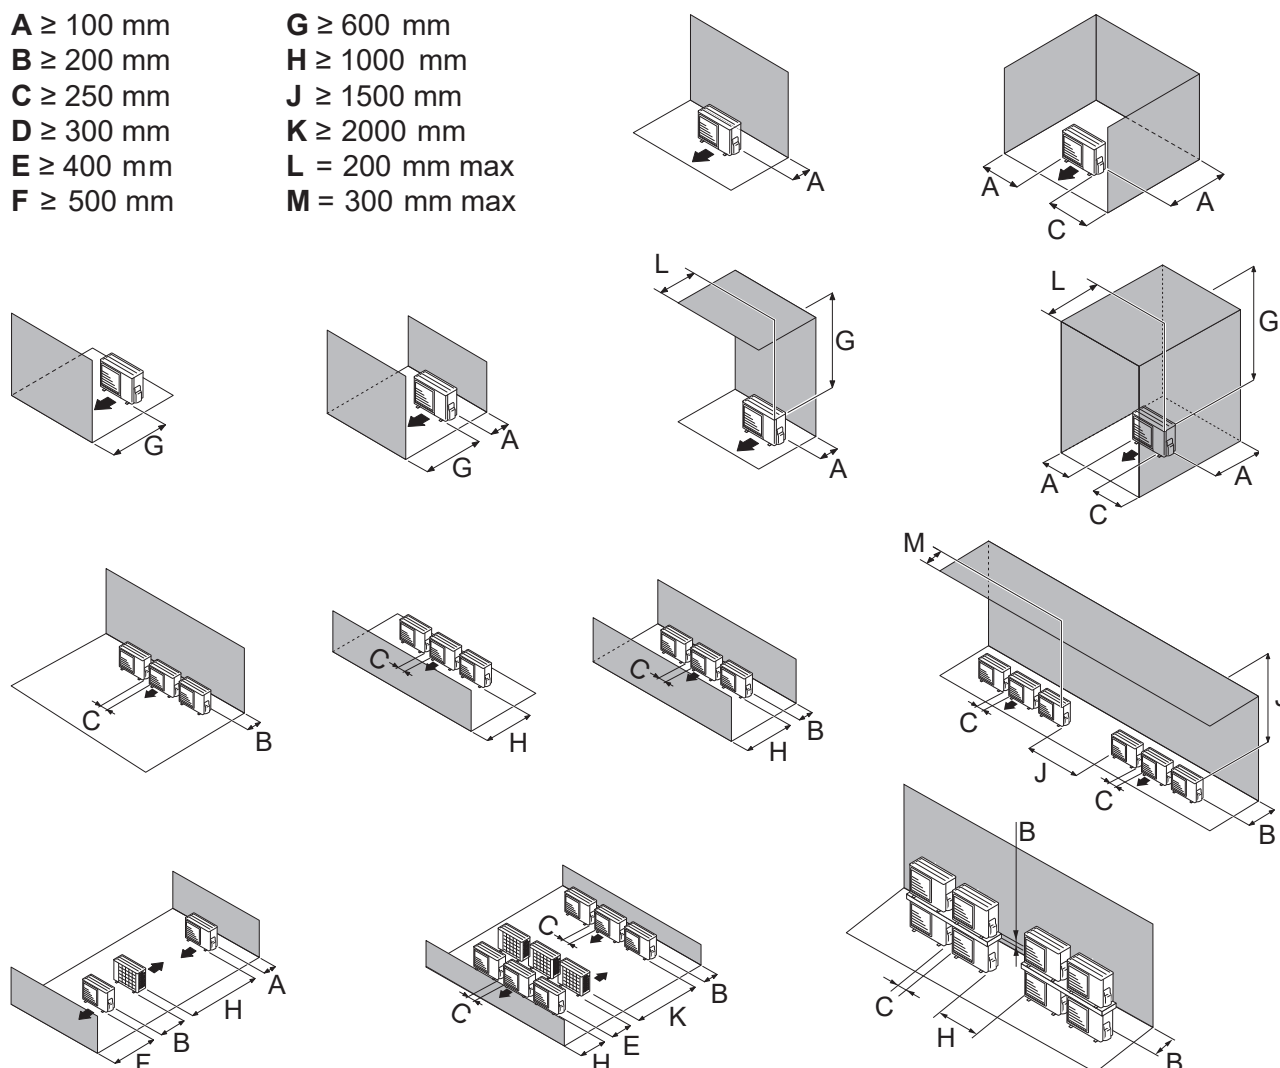 A ≥ 100 mm
B ≥ 200 mm
C ≥ 250 mm
D ≥ 300 mm
E ≥ 400 mm
F ≥ 500 mm
G ≥ 600 mm
H ≥ 1000 mm
J ≥ 1500 mm
K ≥ 2000 mm
L = 200 mm max
M = 300 mm max
A
A
C
A
G
G
A
L
G
A
L
G
A
C
A
C
B
C
H
C
H
B
M
J
C
J
C
B
A
H
B
C
B
K
E
H
C
B
C
H
B